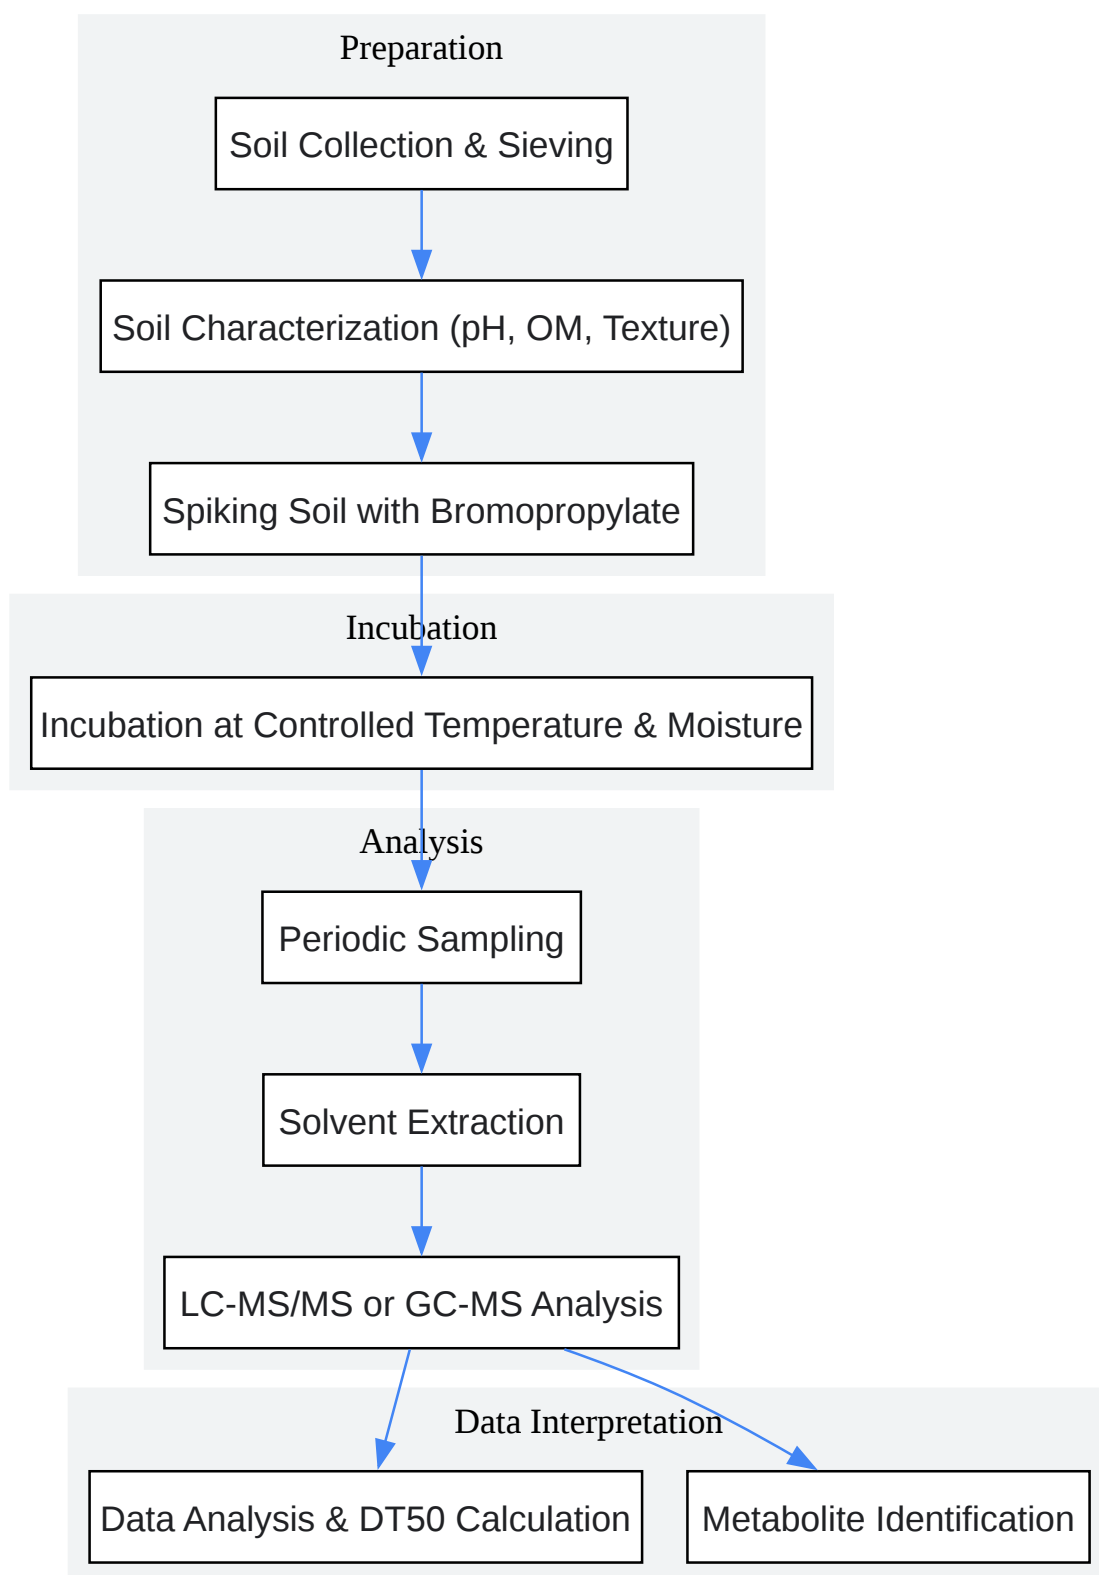 Preparation
Soil Collection & Sieving
Soil Characterization (pH, OM, Texture)
Spiking Soil with Bromopropylate
Incubation
Incubation at Controlled Temperature & Moisture
Analysis
Periodic Sampling
Solvent Extraction
LC-MS/MS or GC-MS Analysis
Data Interpretation
Data Analysis & DT50 Calculation
Metabolite Identification